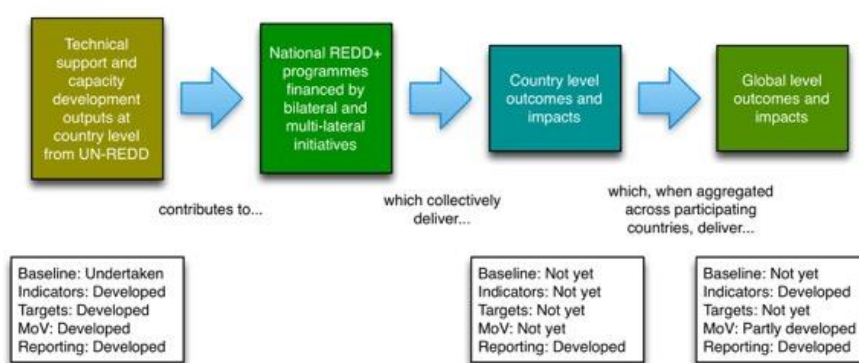 Technical
support and
capacity
development
outputs at
country level
from UN-REDD
National REDD+
programmes
financed by
bilateral and
multi-lateral
initiatives
Country level
outcomes and
impacts
Global level
outcomes and
impacts
contributes to...
which collectively
deliver...
which, when aggregated
across participating
countries, deliver...
Baseline: Undertaken
Indicators: Developed
Targets: Developed
MoV: Developed
Reporting: Developed
Baseline: Not yet
Indicators: Not yet
Targets: Not yet
MoV: Not yet
Reporting: Developed
Baseline: Not yet
Indicators: Developed
Targets: Not yet
MoV: Partly developed
Reporting: Developed